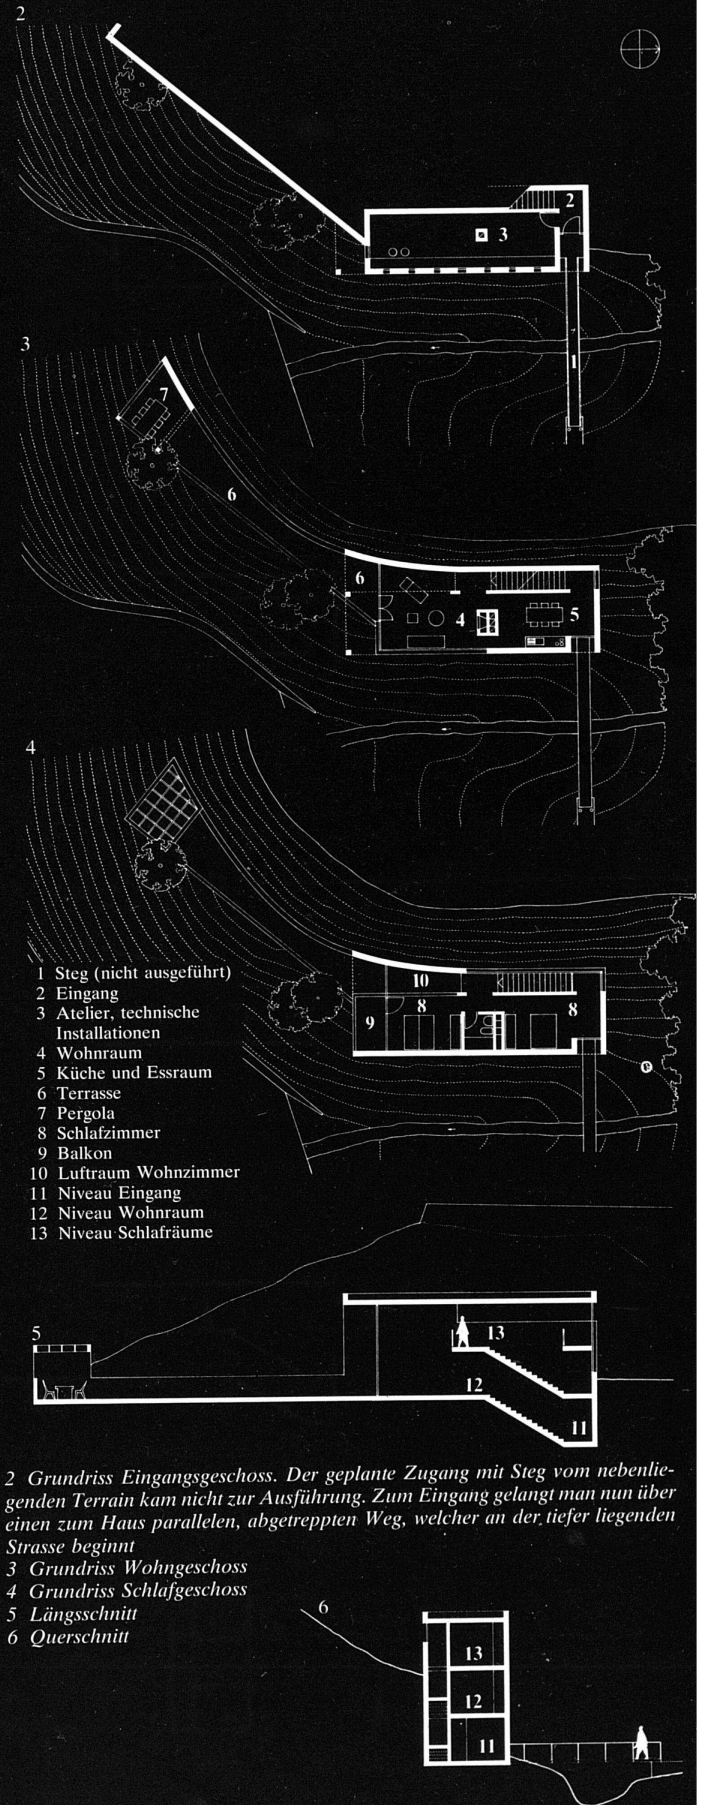 2
2
3
1
3
7
6
6
4
5
4
10
8
8
9
1 Steg (nicht ausgeführt)
2 Eingang
3 Atelier, technische
Installationen
4 Wohnraum
5 Küche und Essraum
6 Terrasse
7 Pergola
8 Schlafzimmer
9 Balkon
10 Luftraum Wohnzimmer
11 Niveau Eingang
12 Niveau Wohnraum
13 Niveau Schlafräume
5
13
12
11
2 Grundriss Eingangsgeschoss. Der geplante Zugang mit Steg vom nebenlie-
genden Terrain kam nicht zur Ausführung. Zum Eingang gelangt man nun über
einen zum Haus parallelen, abgetreppten Weg, welcher an der tiefer liegenden
Strasse beginnt
3 Grundriss Wohngeschoss
4 Grundriss Schlafgeschoss
5 Längsschnitt
6 Querschnitt
6
13
12
11